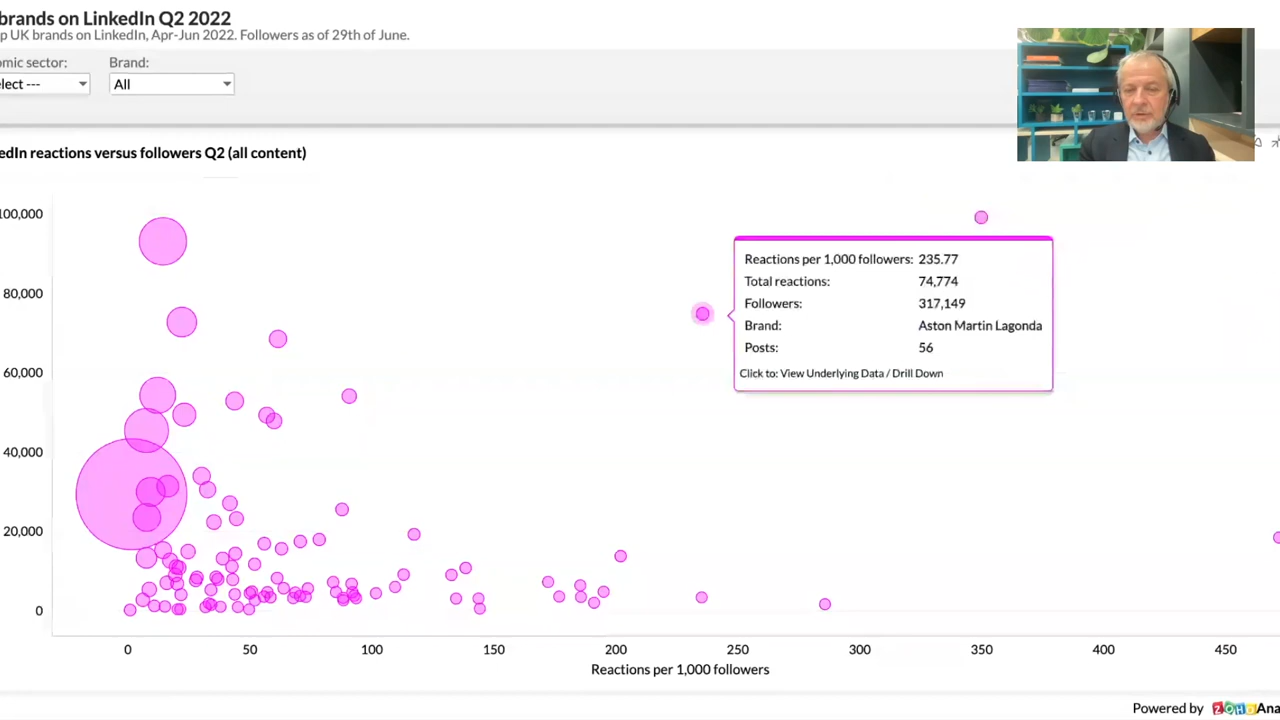 brands on LinkedIn Q2 2022
p UK brands on LinkedIn, Apr-Jun 2022. Followers as of 29th of June.
omic sector:
Brand:
lect ---
All
edIn reactions versus followers Q2 (all content)
100,000
80,000
60,000
40,000
20,000
0
Reactions per 1,000 followers: 235.77
Total reactions: 74,774
Followers: 317,149
Brand: Aston Martin Lagonda
Posts: 56
Click to: View Underlying Data / Drill Down
0 50 100 150 200 250 300 350 400 450
Reactions per 1,000 followers
Powered by ZOHO Ana